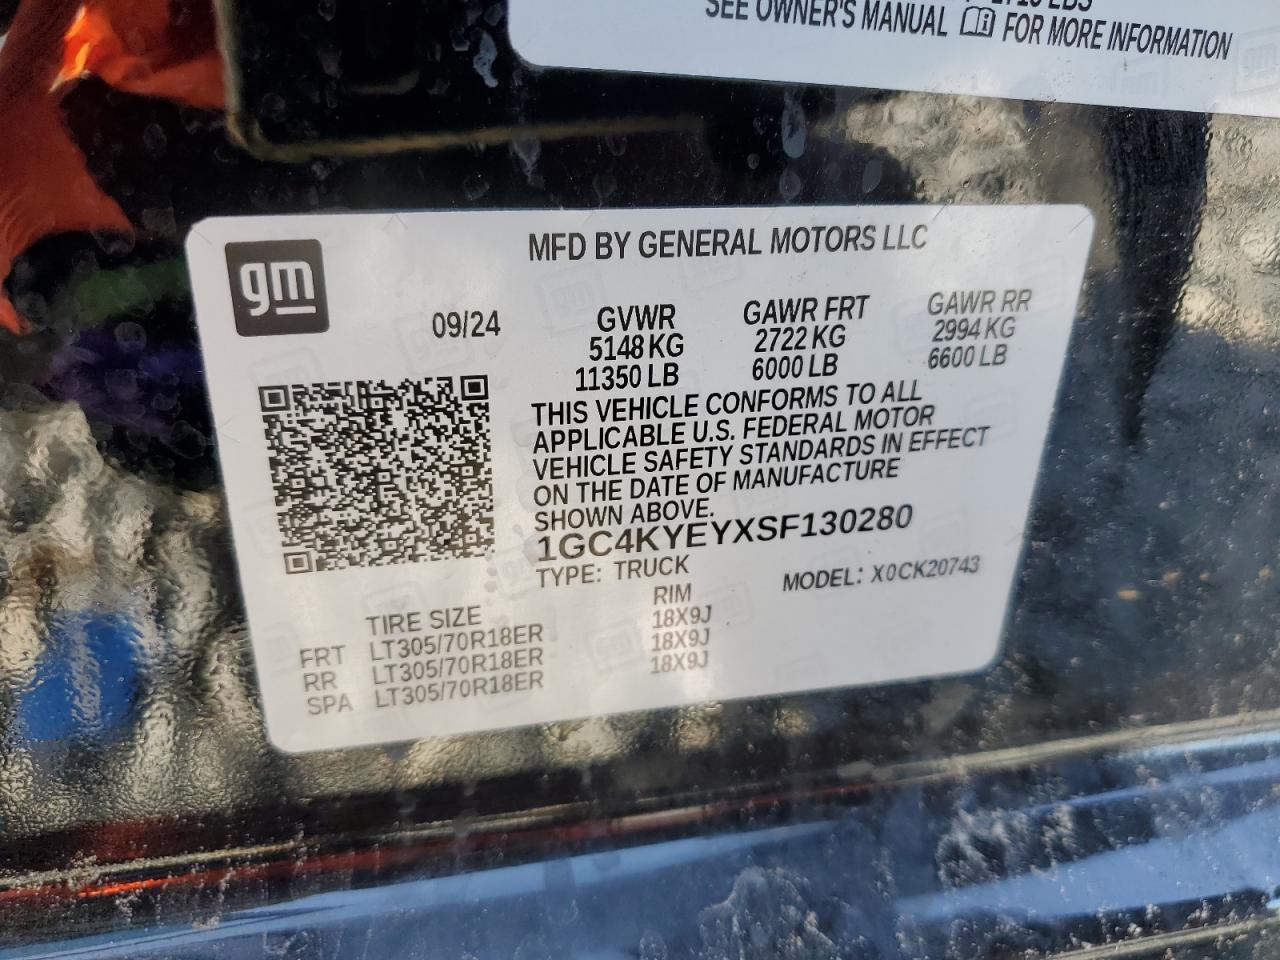 SEE OWNER'S MANUAL FOR MORE INFORMATION
gm
MFD BY GENERAL MOTORS LLC
09/24 GVWR GAWR FRT GAWR RR
5148 KG 2722 KG 2994 KG
11350 LB 6000 LB 6600 LB
THIS VEHICLE CONFORMS TO ALL
APPLICABLE U.S. FEDERAL MOTOR
VEHICLE SAFETY STANDARDS IN EFFECT
ON THE DATE OF MANUFACTURE
SHOWN ABOVE.
1GC4KYEYXSF130280
TYPE: TRUCK MODEL: X0CK20743
TIRE SIZE RIM
FRT LT305/70R18ER 18X9J
RR LT305/70R18ER 18X9J
SPA LT305/70R18ER 18X9J